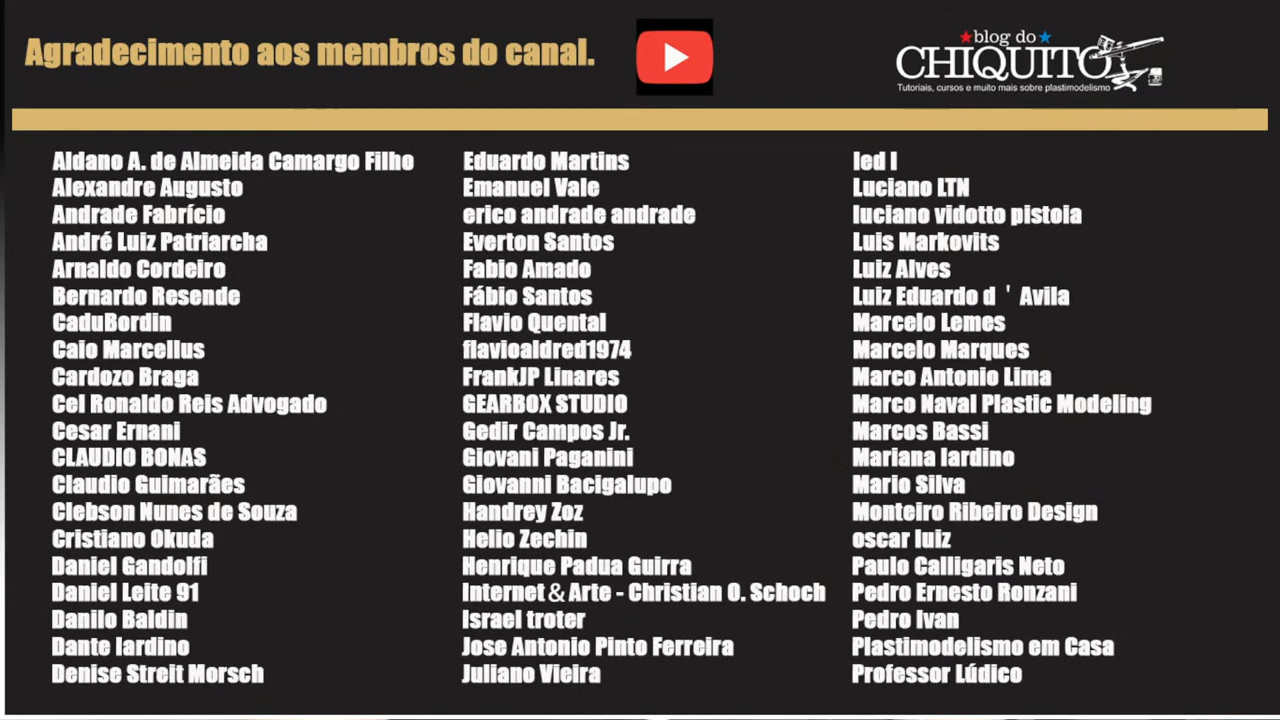 Agradecimento aos membros do canal.
blog do
CHIQUITO
Tutoriais, cursos e muito mais sobre plastimodelismo
Aldano A. de Almeida Camargo Filho
Alexandre Augusto
Andrade Fabrício
André Luiz Patriarcha
Arnaldo Cordeiro
Bernardo Resende
CaduBordin
Caio Marcellus
Cardozo Braga
Cel Ronaldo Reis Advogado
Cesar Ernani
CLAUDIO BONAS
Claudio Guimarães
Clebson Nunes de Souza
Cristiano Okuda
Daniel Gandolfi
Daniel Leite 91
Danilo Baldin
Dante Iardino
Denise Streit Morsch
Eduardo Martins
Emanuel Vale
erico andrade andrade
Everton Santos
Fabio Amado
Fábio Santos
Flavio Quental
flavioaldred1974
FrankJP Linares
GEARBOX STUDIO
Gedir Campos Jr.
Giovani Paganini
Giovanni Bacigalupo
Handrey Zoz
Helio Zechin
Henrique Padua Guirra
Internet & Arte - Christian O. Schoch
Israel troter
Jose Antonio Pinto Ferreira
Juliano Vieira
led l
Luciano LTN
luciano vidotto pistoia
Luis Markovits
Luiz Alves
Luiz Eduardo d ' Avila
Marcelo Lemes
Marcelo Marques
Marco Antonio Lima
Marco Naval Plastic Modeling
Marcos Bassi
Mariana Iardino
Mario Silva
Monteiro Ribeiro Design
oscar luiz
Paulo Calligaris Neto
Pedro Ernesto Ronzani
Pedro Ivan
Plastimodelismo em Casa
Professor Lúdico